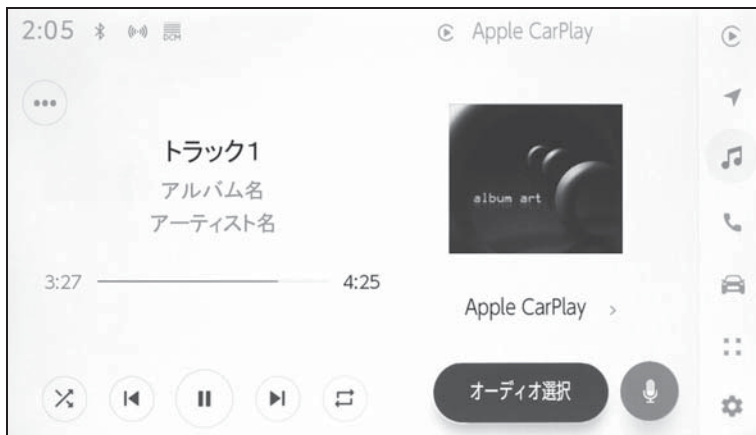 2:05
DCM
Apple CarPlay
トラック1
アルバム名
アーティスト名
3:27
4:25
album art
Apple CarPlay
オーディオ選択